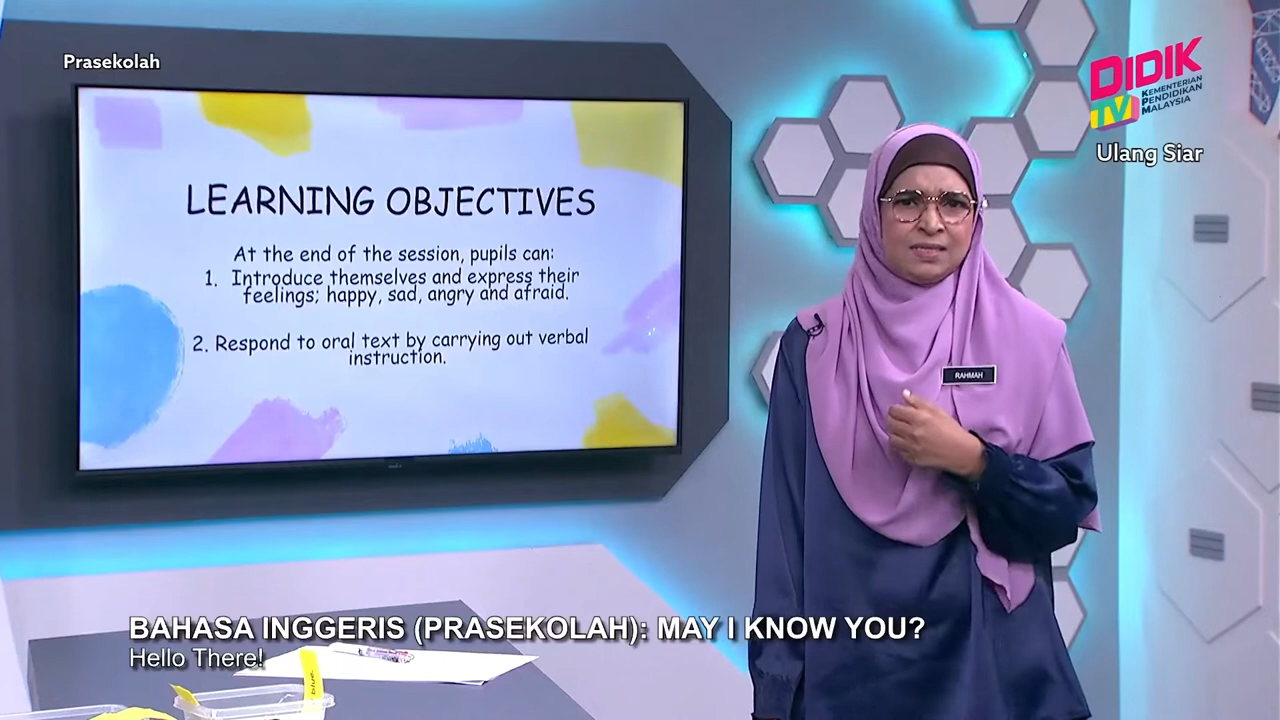 Prasekolah
DIDIK
TV
KEMENTERIAN
PENDIDIKAN
MALAYSIA
Ulang Siar
LEARNING OBJECTIVES
At the end of the session, pupils can:
1. Introduce themselves and express their
feelings; happy, sad, angry and afraid.
2. Respond to oral text by carrying out verbal
instruction.
RAHMAH
BAHASA INGGERIS (PRASEKOLAH): MAY I KNOW YOU?
Hello There!
blue